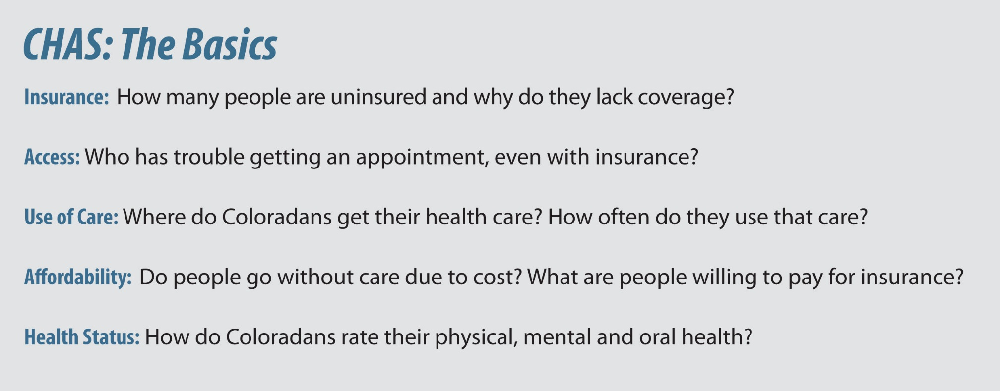 CHAS: The Basics
Insurance: How many people are uninsured and why do they lack coverage?
Access: Who has trouble getting an appointment, even with insurance?
Use of Care: Where do Coloradans get their health care? How often do they use that care?
Affordability: Do people go without care due to cost? What are people willing to pay for insurance?
Health Status: How do Coloradans rate their physical, mental and oral health?